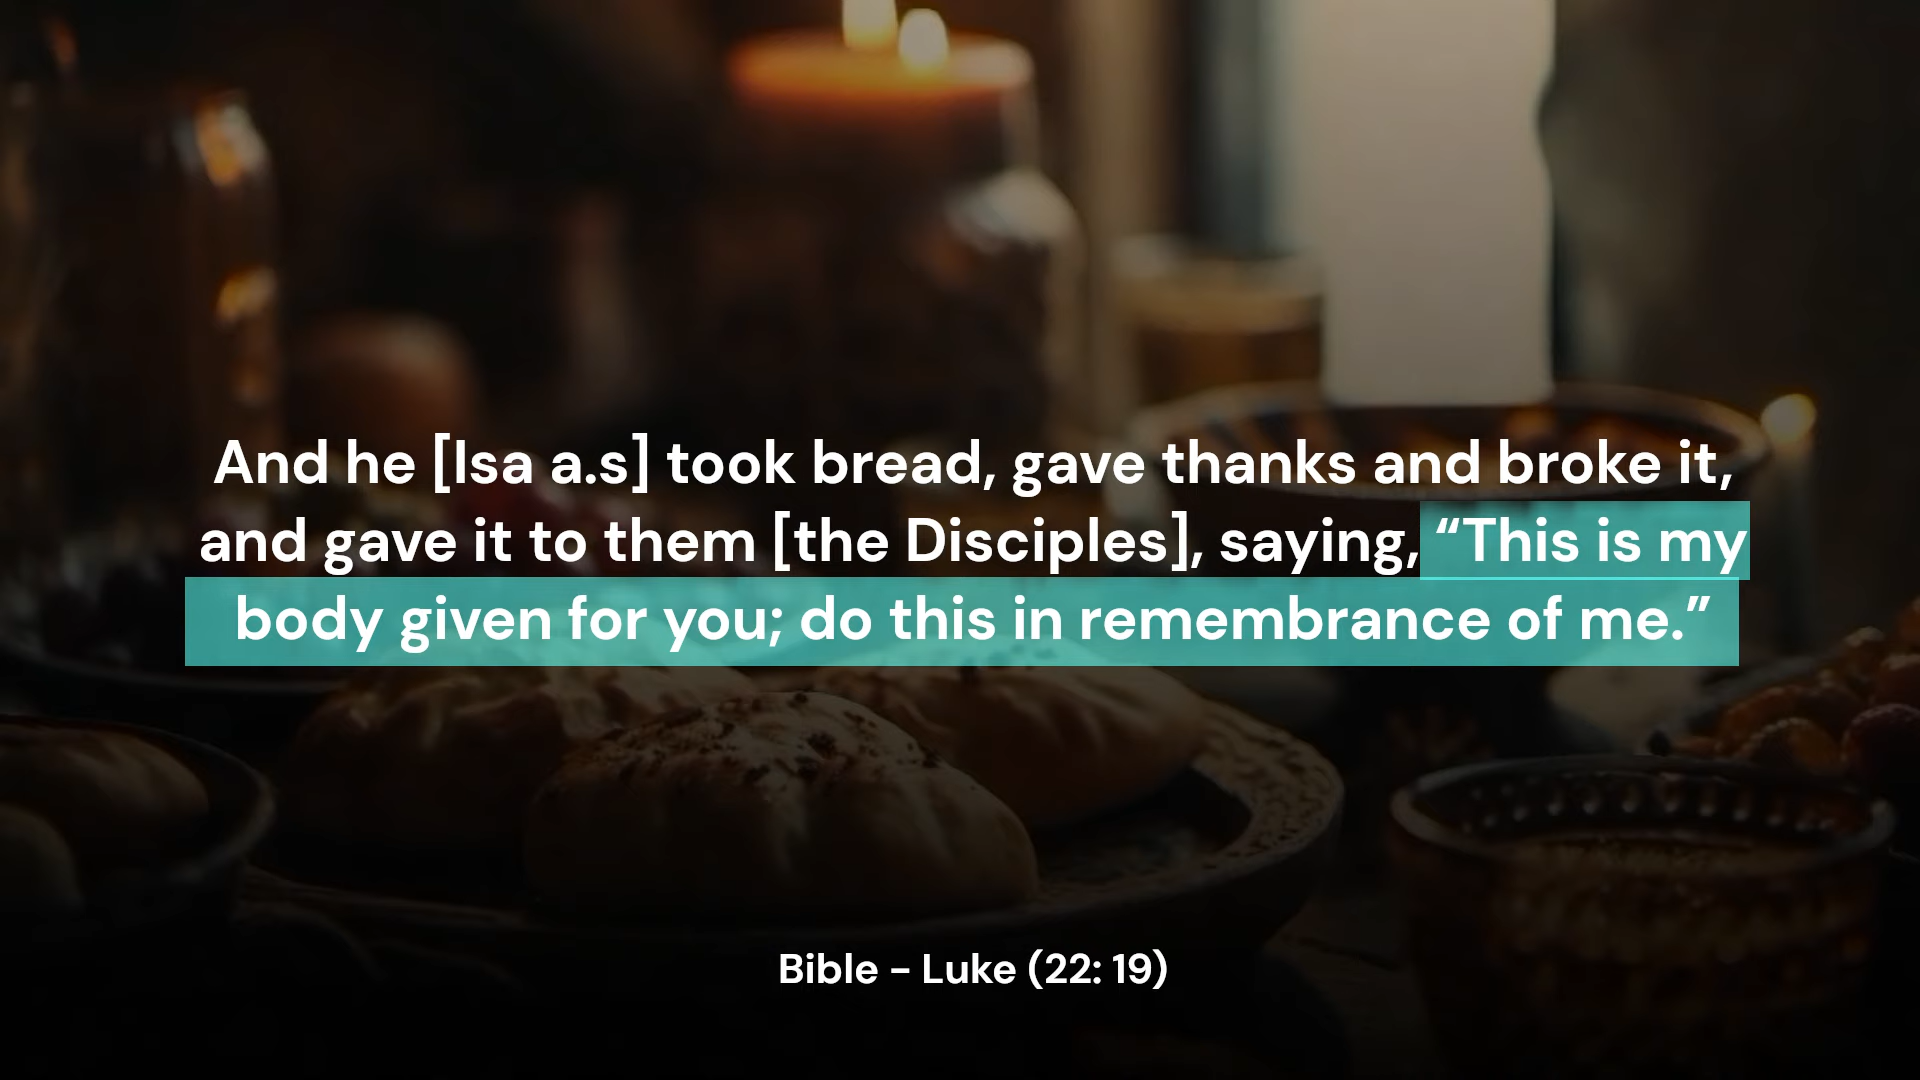 And he [Isa a.s] took bread, gave thanks and broke it,
and gave it to them [the Disciples], saying, “This is my
body given for you; do this in remembrance of me.”
Bible – Luke (22: 19)